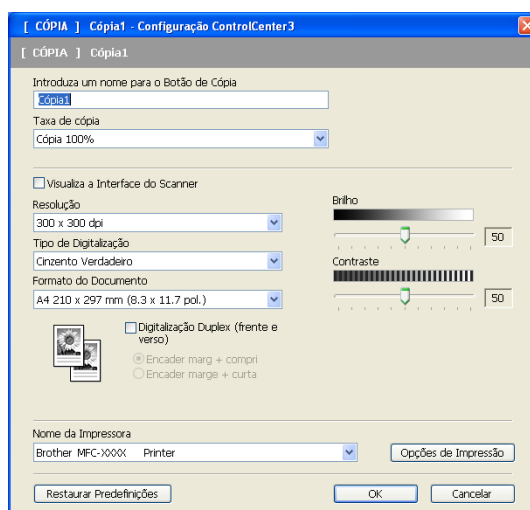 [ CÓPIA ] Cópia1 - Configuração ControlCenter3
[ CÓPIA ] Cópia1
Introduza um nome para o Botão de Cópia
Cópia1
Taxa de cópia
Cópia 100%
Visualiza a Interface do Scanner
Resolução
300 x 300 dpi
Tipo de Digitalização
Cinzento Verdadeiro
Formato do Documento
A4 210 x 297 mm (8.3 x 11.7 pol.)
Brilho
50
Contraste
50
Digitalização Duplex (frente e
verso)
Encader marg + compri
Encader marge + curta
Nome da Impressora
Brother MFC-XXXX Printer
Opções de Impressão
Restaurar Predefinições
OK
Cancelar